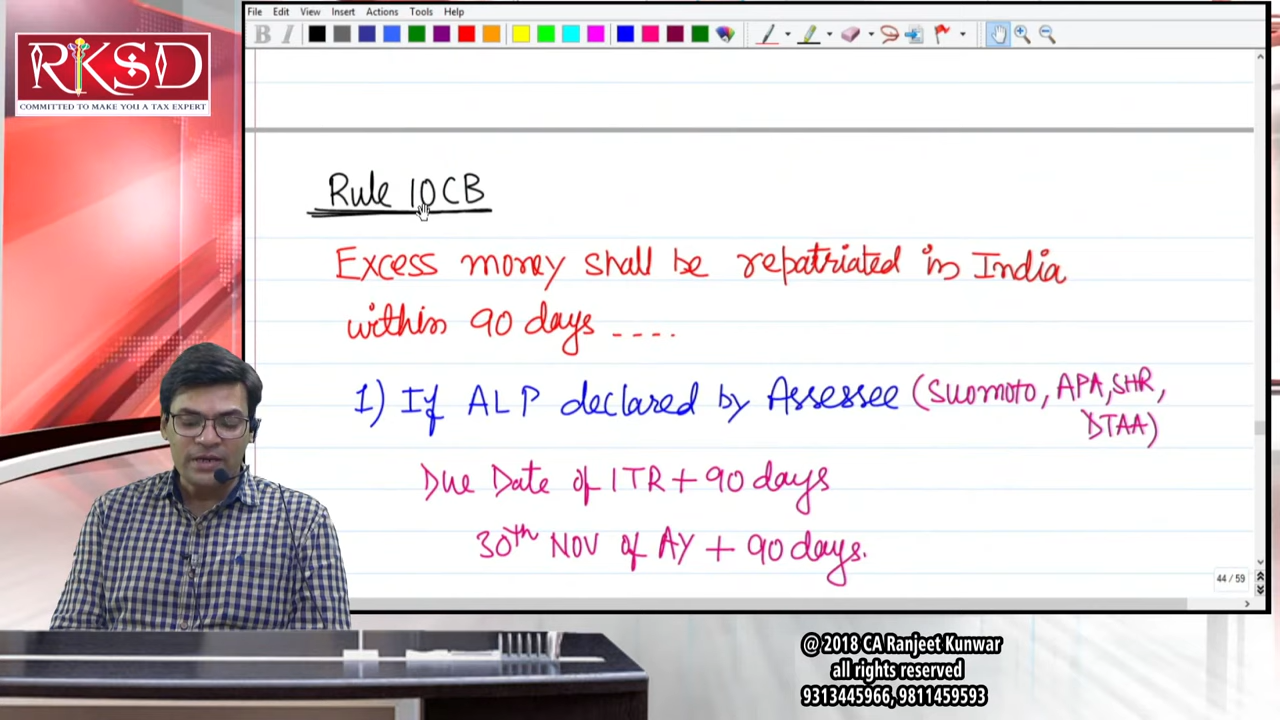 File Edit View Insert Actions Tools Help
B I
RKSD
COMMITTED TO MAKE YOU A TAX EXPERT
Rule 10CB
Excess money shall be repatriated in India
within 90 days ----
1) If ALP declared by Assessee (Suomoto, APA, SHR,
DTAA)
Due Date of ITR + 90 days
30th NOV of AY + 90 days.
44 / 59
@ 2018 CA Ranjeet Kunwar
all rights reserved
9313445966, 9811459593